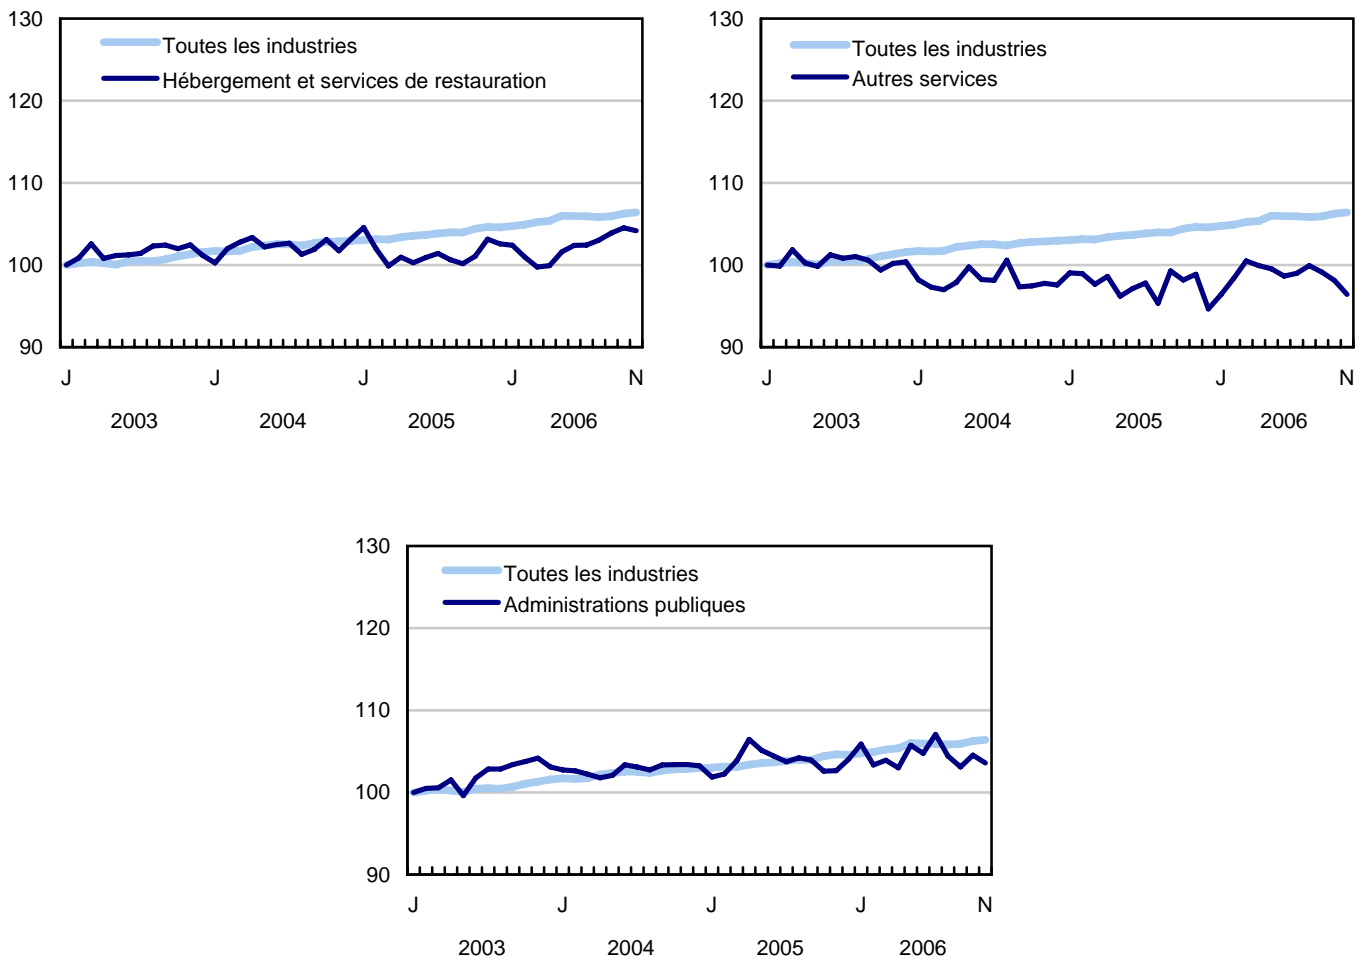 130
Toutes les industries
Hébergement et services de restauration
120
110
100
90
J
J
J
J
N
2003
2004
2005
2006
130
Toutes les industries
Autres services
120
110
100
90
J
J
J
J
N
2003
2004
2005
2006
130
Toutes les industries
Administrations publiques
120
110
100
90
J
J
J
J
N
2003
2004
2005
2006